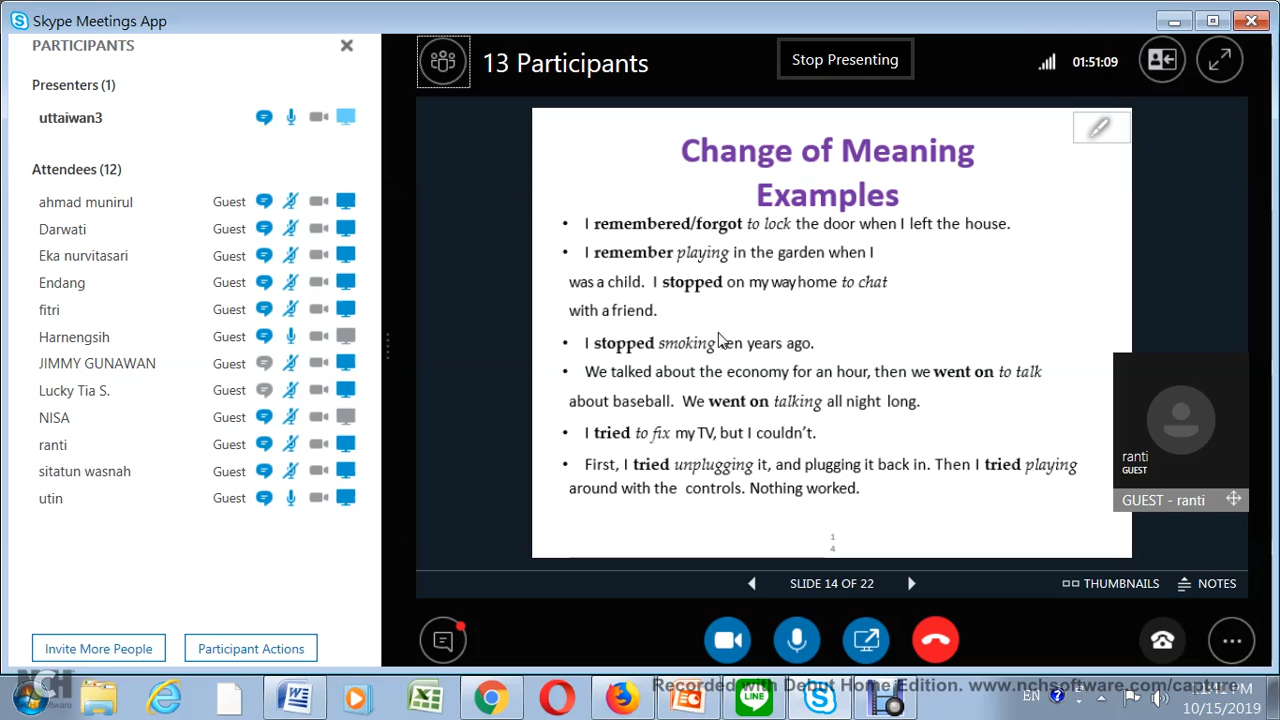 Skype Meetings App
PARTICIPANTS
Presenters (1)
uttaiwan3
Attendees (12)
ahmad munirul Guest
Darwati Guest
Eka nurvitasari Guest
Endang Guest
fitri Guest
Harnengsih Guest
JIMMY GUNAWAN Guest
Lucky Tia S. Guest
NISA Guest
ranti Guest
sitatun wasnah Guest
utin Guest
Invite More People
Participant Actions
13 Participants
Stop Presenting
01:51:09
Change of Meaning
Examples
• I remembered/forgot to lock the door when I left the house.
• I remember playing in the garden when I
was a child. I stopped on my way home to chat
with a friend.
• I stopped smoking ten years ago.
• We talked about the economy for an hour, then we went on to talk
about baseball. We went on talking all night long.
• I tried to fix my TV, but I couldn't.
• First, I tried unplugging it, and plugging it back in. Then I tried playing
around with the controls. Nothing worked.
1
4
ranti
GUEST
GUEST - ranti
SLIDE 14 OF 22
THUMBNAILS
NOTES
NCH
Software
Recorded with Debut Home Edition. www.nchsoftware.com/capture
LINE
EN
10/15/2019